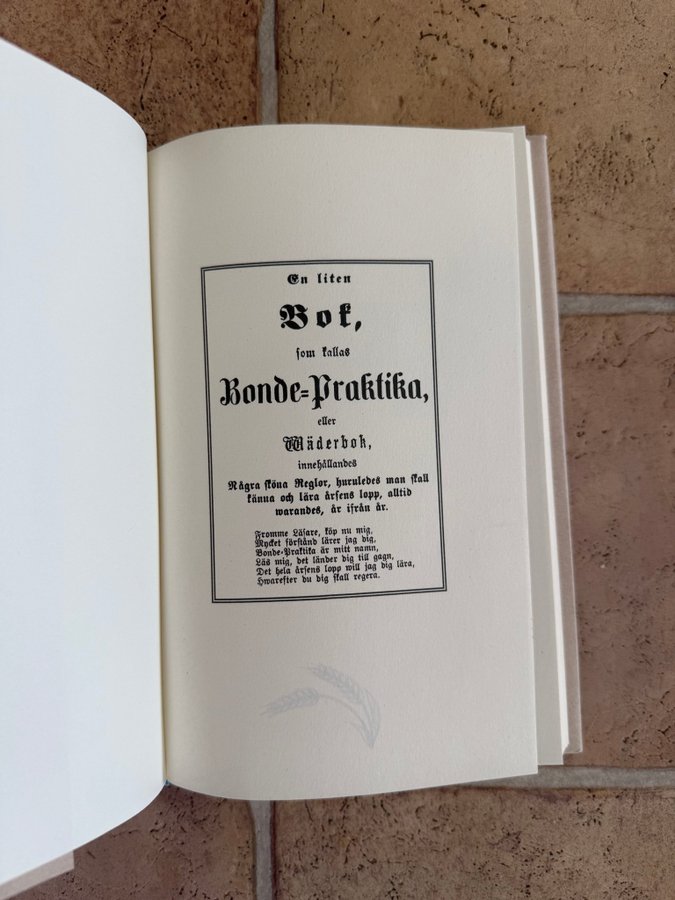 En liten
Bok,
som kallas
Bonde=Praktika,
eller
Wäderbok,
innehållandes
Några sköna Reglor, huruledes man skall
känna och lära årsens lopp, alltid
warandes, år ifrån år.
Fromme Läsare, köp nu mig,
Mycket förstånd lärer jag dig,
Bonde-Praktika är mitt namn,
Läs mig, det länder dig till gagn,
Det hela årsens lopp will jag dig lära,
Hwarefter du dig skall regera.